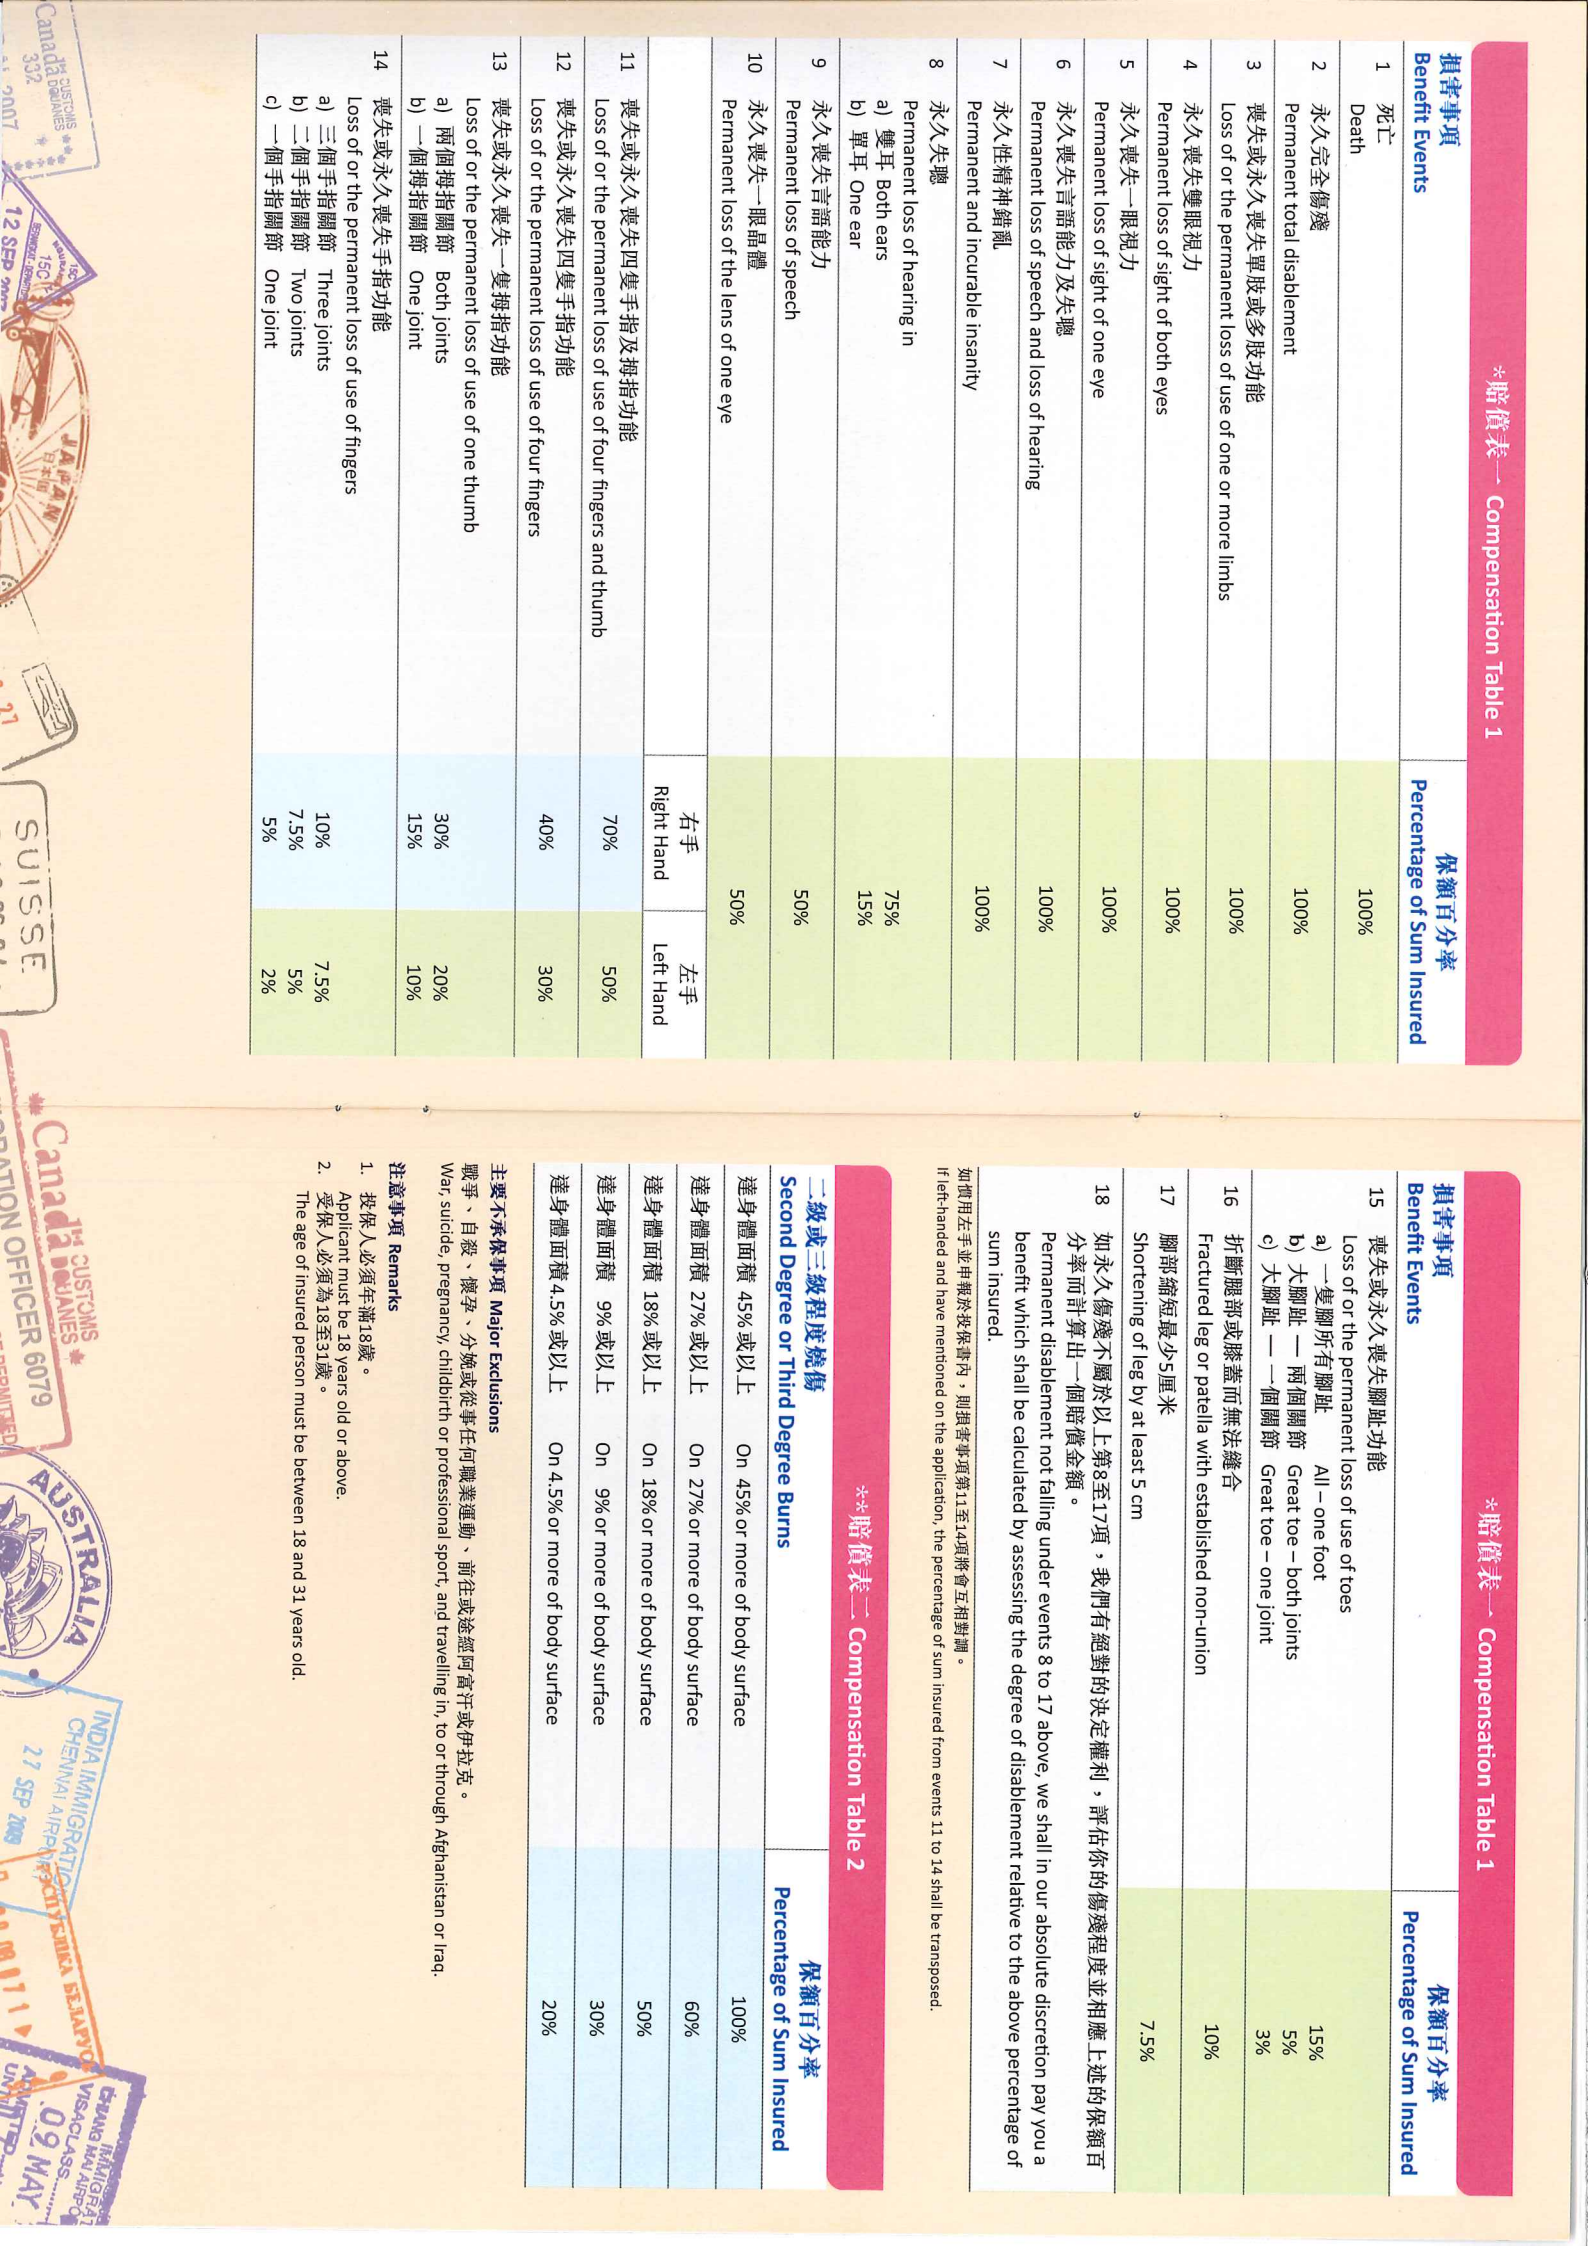 *賠償表一 Compensation Table 1
損害事項 保額百分率
Benefit Events Percentage of Sum Insured
1 死亡
Death 100%
2 永久完全傷殘
Permanent total disablement 100%
3 喪失或永久喪失單肢或多肢功能
Loss of or the permanent loss of use of one or more limbs 100%
4 永久喪失雙眼視力
Permanent loss of sight of both eyes 100%
5 永久喪失一眼視力
Permanent loss of sight of one eye 100%
6 永久喪失言語能力及失聰
Permanent loss of speech and loss of hearing 100%
7 永久性精神錯亂
Permanent and incurable insanity 100%
8 永久失聰
Permanent loss of hearing in
a) 雙耳 Both ears 75%
b) 單耳 One ear 15%
9 永久喪失言語能力
Permanent loss of speech 50%
10 永久喪失一眼晶體
Permanent loss of the lens of one eye 50%
右手 左手
Right Hand Left Hand
11 喪失或永久喪失四隻手指及拇指功能
Loss of or the permanent loss of use of four fingers and thumb 70% 50%
12 喪失或永久喪失四隻手指功能
Loss of or the permanent loss of use of four fingers 40% 30%
13 喪失或永久喪失一隻拇指功能
Loss of or the permanent loss of use of one thumb
a) 兩個拇指關節 Both joints 30% 20%
b) 一個拇指關節 One joint 15% 10%
14 喪失或永久喪失手指功能
Loss of or the permanent loss of use of fingers
a) 三個手指關節 Three joints 10% 7.5%
b) 二個手指關節 Two joints 7.5% 5%
c) 一個手指關節 One joint 5% 2%
*賠償表一 Compensation Table 1
損害事項 保額百分率
Benefit Events Percentage of Sum Insured
15 喪失或永久喪失腳趾功能
Loss of or the permanent loss of use of toes
a) 一隻腳所有腳趾 All – one foot 15%
b) 大腳趾 — 兩個關節 Great toe – both joints 5%
c) 大腳趾 — 一個關節 Great toe – one joint 3%
16 折斷腿部或膝蓋而無法縫合
Fractured leg or patella with established non-union 10%
17 腳部縮短最少5厘米
Shortening of leg by at least 5 cm 7.5%
18 如永久傷殘不屬於以上第8至17項，我們有絕對的決定權利，評估你的傷殘程度並相應上述的保額百
分率而計算出一個賠償金額。
Permanent disablement not falling under events 8 to 17 above, we shall in our absolute discretion pay you a
benefit which shall be calculated by assessing the degree of disablement relative to the above percentage of
sum insured.
如慣用左手並申報於投保書內，則損害事項第11至14項將會互相對調。
If left-handed and have mentioned on the application, the percentage of sum insured from events 11 to 14 shall be transposed.
**賠償表二 Compensation Table 2
二級或三級程度燒傷 保額百分率
Second Degree or Third Degree Burns Percentage of Sum Insured
達身體面積 45% 或以上 On 45% or more of body surface 100%
達身體面積 27% 或以上 On 27% or more of body surface 60%
達身體面積 18% 或以上 On 18% or more of body surface 50%
達身體面積 9% 或以上 On 9% or more of body surface 30%
達身體面積 4.5% 或以上 On 4.5% or more of body surface 20%
主要不承保事項 Major Exclusions
戰爭、自殺、懷孕、分娩或從事任何職業運動、前往或途經阿富汗或伊拉克。
War, suicide, pregnancy, childbirth or professional sport, and travelling in, to or through Afghanistan or Iraq.
注意事項 Remarks
1. 投保人必須年滿18歲。
Applicant must be 18 years old or above.
2. 受保人必須為18至31歲。
The age of insured person must be between 18 and 31 years old.
CUSTOMS
Canada DOUANES
332
2007
15C
12 SEP 2007
JAPAN
日本国
SUISSE
CUSTOMS
Canada DOUANES
OFFICER 6079
AUSTRALIA
INDIA IMMIGRATION
CHENNAI AIRPORT
27 SEP 2009
РЭСПУБЛІКА БЕЛАРУСЬ
CHIANG MAI AIRPO
VISACLASS
09 MAY